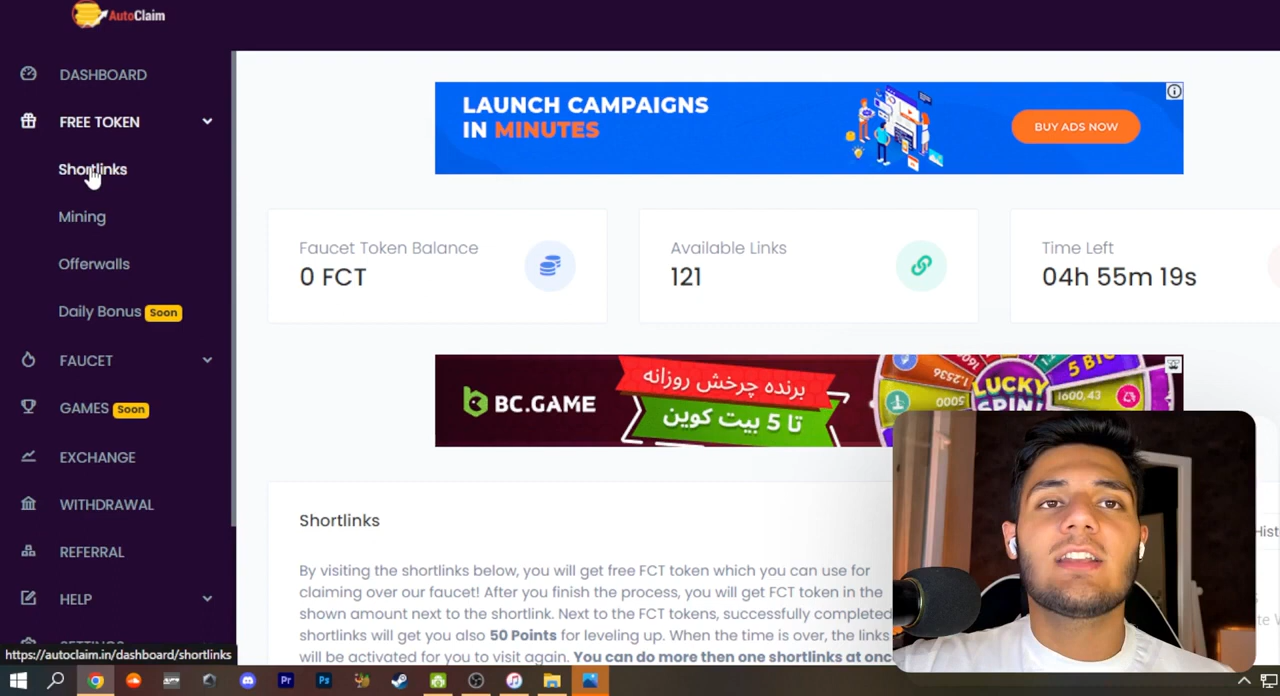 AutoClaim
DASHBOARD
FREE TOKEN
Shortlinks
Mining
Offerwalls
Daily Bonus Soon
FAUCET
GAMES Soon
EXCHANGE
WITHDRAWAL
REFERRAL
HELP
https://autoclaim.in/dashboard/shortlinks
LAUNCH CAMPAIGNS
IN MINUTES
BUY ADS NOW
Faucet Token Balance
0 FCT
Available Links
121
Time Left
04h 55m 19s
BC.GAME
برنده چرخش روزانه
تا 5 بیت کوین
LUCKY
SPIN
5 BTC
1600,43
5000
Shortlinks
By visiting the shortlinks below, you will get free FCT token which you can use for
claiming over our faucet! After you finish the process, you will get FCT token in the
shown amount next to the shortlink. Next to the FCT tokens, successfully completed
shortlinks will get you also 50 Points for leveling up. When the time is over, the links
will be activated for you to visit again. You can do more then one shortlinks at once
Pr
Ps